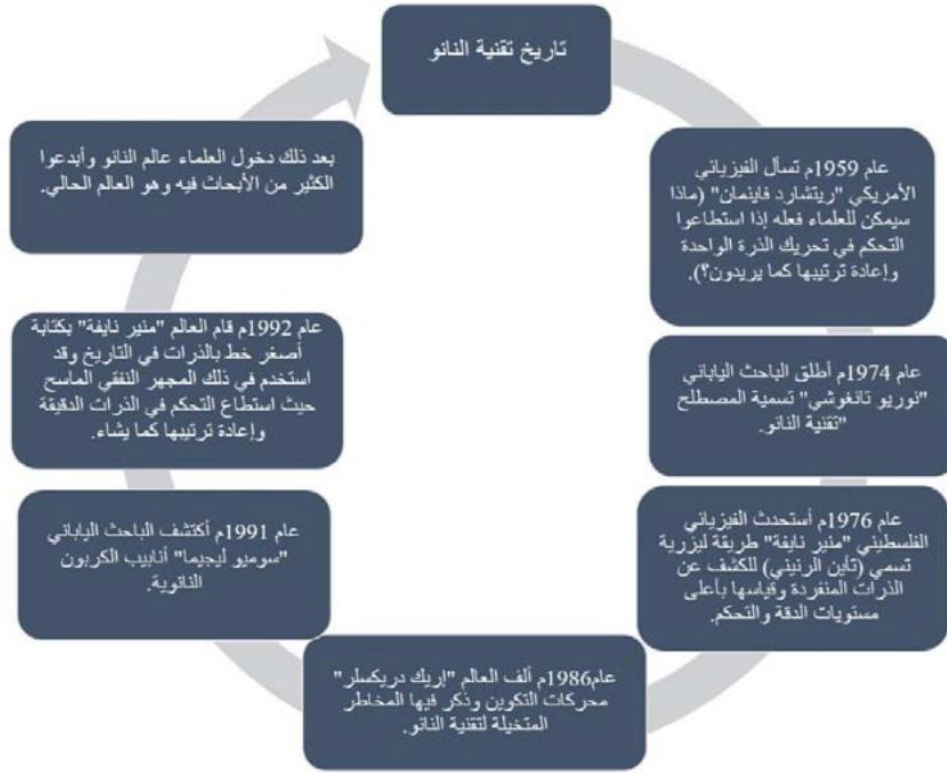 تاريخ تقنية النانو
عام 1959م تسأل الفيزيائي
الأمريكي "ريتشارد فاينمان" (ماذا
سيمكن للعلماء فعله إذا استطاعوا
التحكم في تحريك الذرة الواحدة
وإعادة ترتيبها كما يريدون؟).
عام 1974م أطلق الباحث الياباني
"نوريو تانغوشي" تسمية المصطلح
"تقنية النانو.
عام 1976م أستحدث الفيزيائي
الفلسطيني "منير نايفة" طريقة ليزرية
تسمي (تأين الرنيني) للكشف عن
الذرات المنفردة وقياسها بأعلى
مستويات الدقة والتحكم.
عام1986م ألف العالم "إريك دريكسلر"
محركات التكوين وذكر فيها المخاطر
المتخيلة لتقنية النانو.
عام 1991م أكتشف الباحث الياباني
"سوميو ليجيما" أنابيب الكربون
النانوية.
عام 1992م قام العالم "منير نايفة" بكتابة
أصغر خط بالذرات في التاريخ وقد
استخدم في ذلك المجهر النفقي الماسح
حيث استطاع التحكم في الذرات الدقيقة
وإعادة ترتيبها كما يشاء.
بعد ذلك دخول العلماء عالم النانو وأبدعوا
الكثير من الأبحاث فيه وهو العالم الحالي.